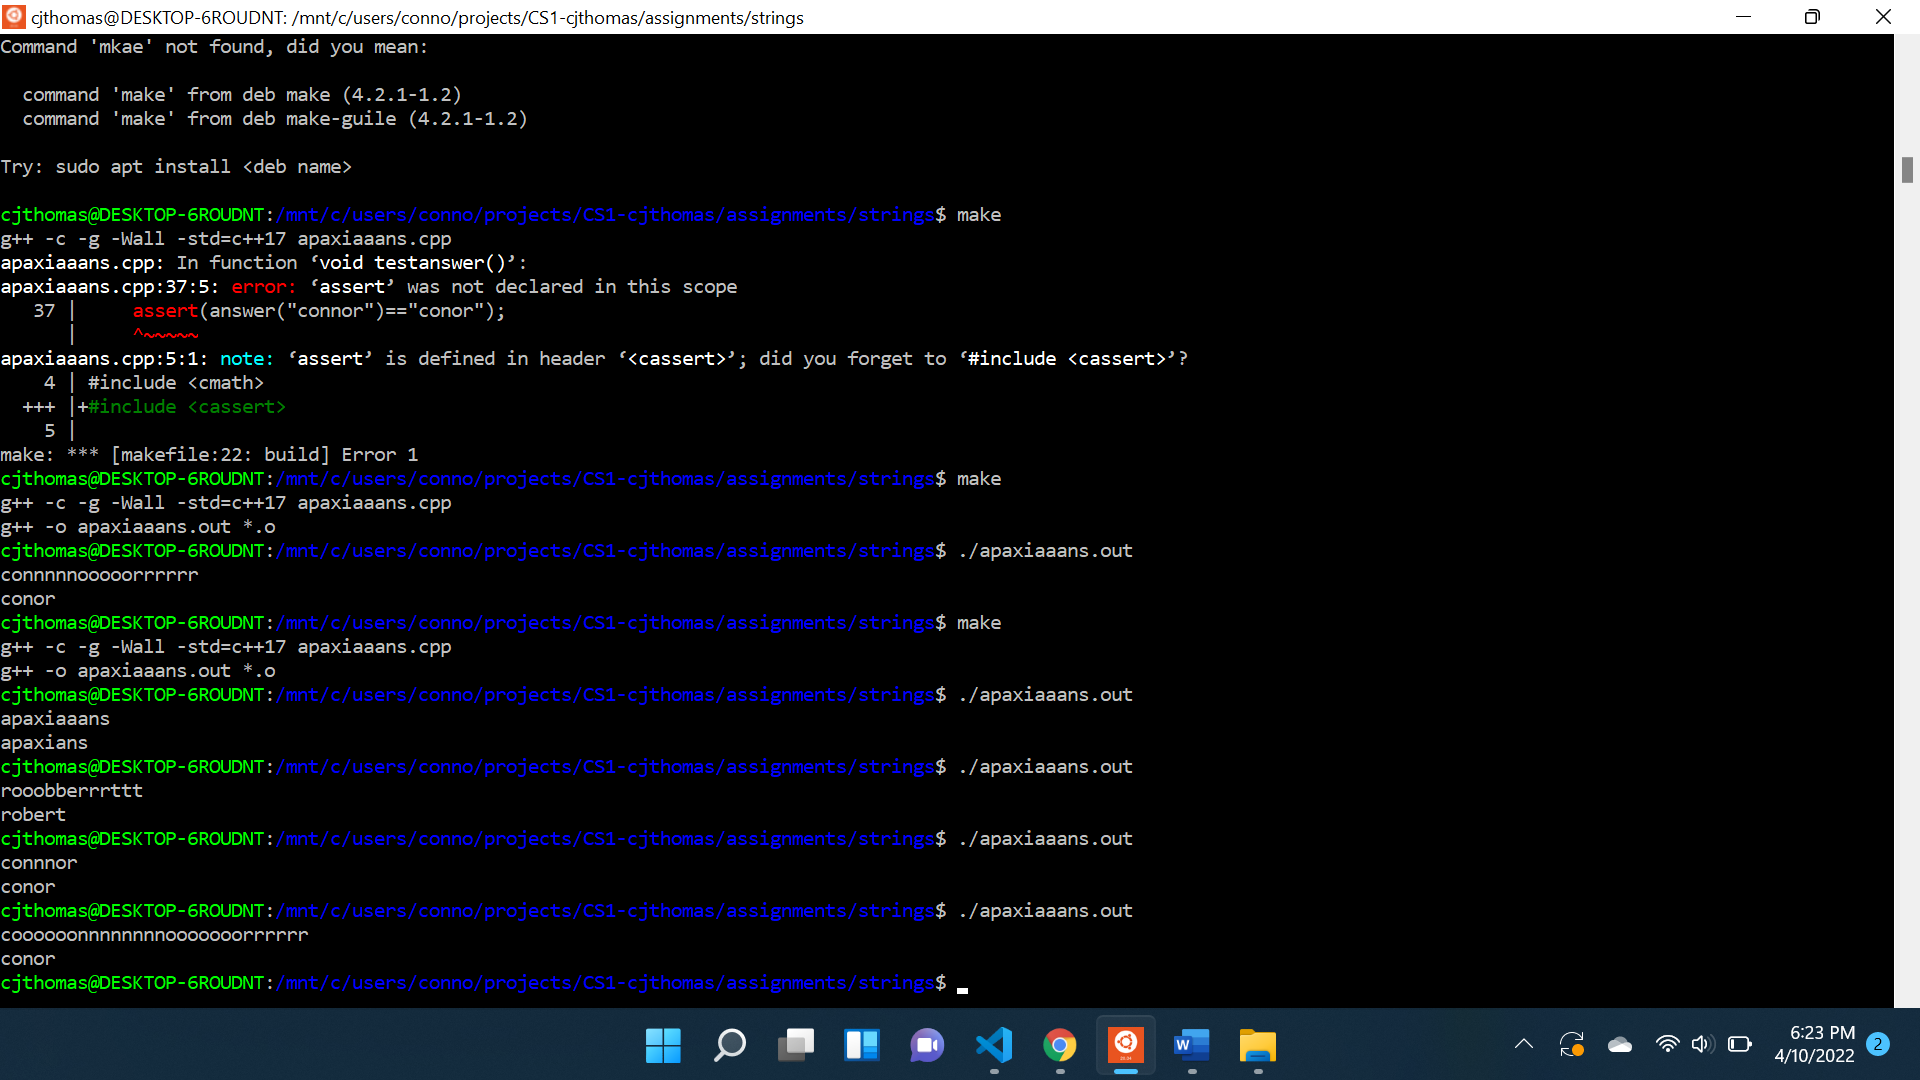 cjthomas@DESKTOP-6ROUDNT: /mnt/c/users/conno/projects/CS1-cjthomas/assignments/strings
Command 'mkae' not found, did you mean:
  command 'make' from deb make (4.2.1-1.2)
  command 'make' from deb make-guile (4.2.1-1.2)
Try: sudo apt install <deb name>
cjthomas@DESKTOP-6ROUDNT:/mnt/c/users/conno/projects/CS1-cjthomas/assignments/strings$ make
g++ -c -g -Wall -std=c++17 apaxiaaans.cpp
apaxiaaans.cpp: In function ‘void testanswer()’:
apaxiaaans.cpp:37:5: error: ‘assert’ was not declared in this scope
   37 |     assert(answer("connor")=="conor");
      |     ^~~~~~
apaxiaaans.cpp:5:1: note: ‘assert’ is defined in header ‘<cassert>’; did you forget to ‘#include <cassert>’?
    4 | #include <cmath>
  +++ |+#include <cassert>
    5 |
make: *** [makefile:22: build] Error 1
cjthomas@DESKTOP-6ROUDNT:/mnt/c/users/conno/projects/CS1-cjthomas/assignments/strings$ make
g++ -c -g -Wall -std=c++17 apaxiaaans.cpp
g++ -o apaxiaaans.out *.o
cjthomas@DESKTOP-6ROUDNT:/mnt/c/users/conno/projects/CS1-cjthomas/assignments/strings$ ./apaxiaaans.out
connnnnooooorrrrrr
conor
cjthomas@DESKTOP-6ROUDNT:/mnt/c/users/conno/projects/CS1-cjthomas/assignments/strings$ make
g++ -c -g -Wall -std=c++17 apaxiaaans.cpp
g++ -o apaxiaaans.out *.o
cjthomas@DESKTOP-6ROUDNT:/mnt/c/users/conno/projects/CS1-cjthomas/assignments/strings$ ./apaxiaaans.out
apaxiaaans
apaxians
cjthomas@DESKTOP-6ROUDNT:/mnt/c/users/conno/projects/CS1-cjthomas/assignments/strings$ ./apaxiaaans.out
rooobberrrttt
robert
cjthomas@DESKTOP-6ROUDNT:/mnt/c/users/conno/projects/CS1-cjthomas/assignments/strings$ ./apaxiaaans.out
connnor
conor
cjthomas@DESKTOP-6ROUDNT:/mnt/c/users/conno/projects/CS1-cjthomas/assignments/strings$ ./apaxiaaans.out
coooooonnnnnnnnooooooorrrrrr
conor
cjthomas@DESKTOP-6ROUDNT:/mnt/c/users/conno/projects/CS1-cjthomas/assignments/strings$
W
20.04
6:23 PM
4/10/2022
2